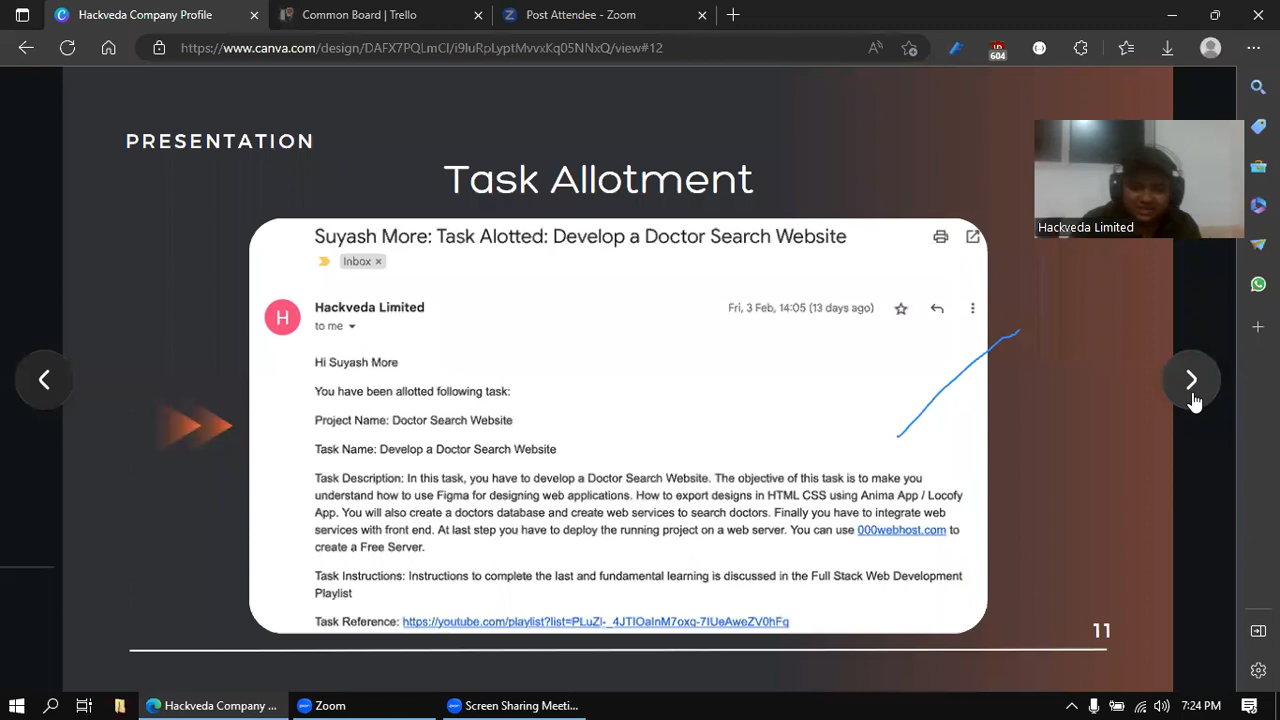 Hackveda Company Profile
Common Board | Trello
Post Attendee - Zoom
https://www.canva.com/design/DAFX7PQLmCI/i9luRpLyptMvvxKq05NNxQ/view#12
604
PRESENTATION
Task Allotment
Hackveda Limited
Suyash More: Task Alotted: Develop a Doctor Search Website
Inbox ×
H
Hackveda Limited
Fri, 3 Feb, 14:05 (13 days ago)
to me
Hi Suyash More
You have been allotted following task:
Project Name: Doctor Search Website
Task Name: Develop a Doctor Search Website
Task Description: In this task, you have to develop a Doctor Search Website. The objective of this task is to make you
understand how to use Figma for designing web applications. How to export designs in HTML CSS using Anima App / Locofy
App. You will also create a doctors database and create web services to search doctors. Finally you have to integrate web
services with front end. At last step you have to deploy the running project on a web server. You can use 000webhost.com to
create a Free Server.
Task Instructions: Instructions to complete the last and fundamental learning is discussed in the Full Stack Web Development
Playlist
Task Reference: https://youtube.com/playlist?list=PLuZI-_4JTIOaInM7oxq-7IUeAweZV0hFq
11
Hackveda Company ...
Zoom
Screen Sharing Meeti...
7:24 PM